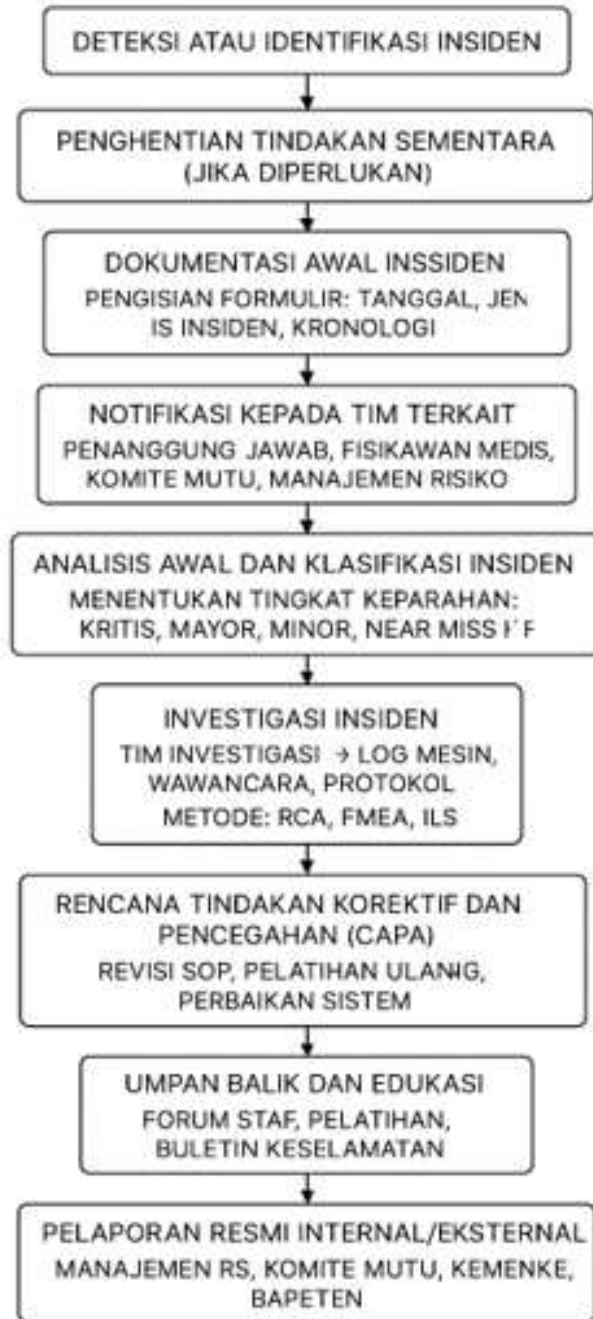 DETEKSI ATAU IDENTIFIKASI INSIDEN
PENGHENTIAN TINDAKAN SEMENTARA
(JIKA DIPERLUKAN)
DOKUMENTASI AWAL INSSIDEN
PENGISIAN FORMULIR: TANGGAL, JEN
IS INSIDEN, KRONOLOGI
NOTIFIKASI KEPADA TIM TERKAIT
PENANGGUNG JAWAB, FISIKAWAN MEDIS,
KOMITE MUTU, MANAJEMEN RISIKO
ANALISIS AWAL DAN KLASIFIKASI INSIDEN
MENENTUKAN TINGKAT KEPARAHAN:
KRITIS, MAYOR, MINOR, NEAR MISS
INVESTIGASI INSIDEN
TIM INVESTIGASI → LOG MESIN,
WAWANCARA, PROTOKOL
METODE: RCA, FMEA, ILS
RENCANA TINDAKAN KOREKTIF DAN
PENCEGAHAN (CAPA)
REVISI SOP, PELATIHAN
PERBAIKAN SISTEM
UMPAN BALIK DAN EDUKASI
FORUM STAF, PELATIHAN,
BULETIN KESELAMATAN
PELAPORAN RESMI INTERNAL/EKSTERNAL
MANAJEMEN RS, KOMITE MUTU, KEMENKE,
BAPETEN